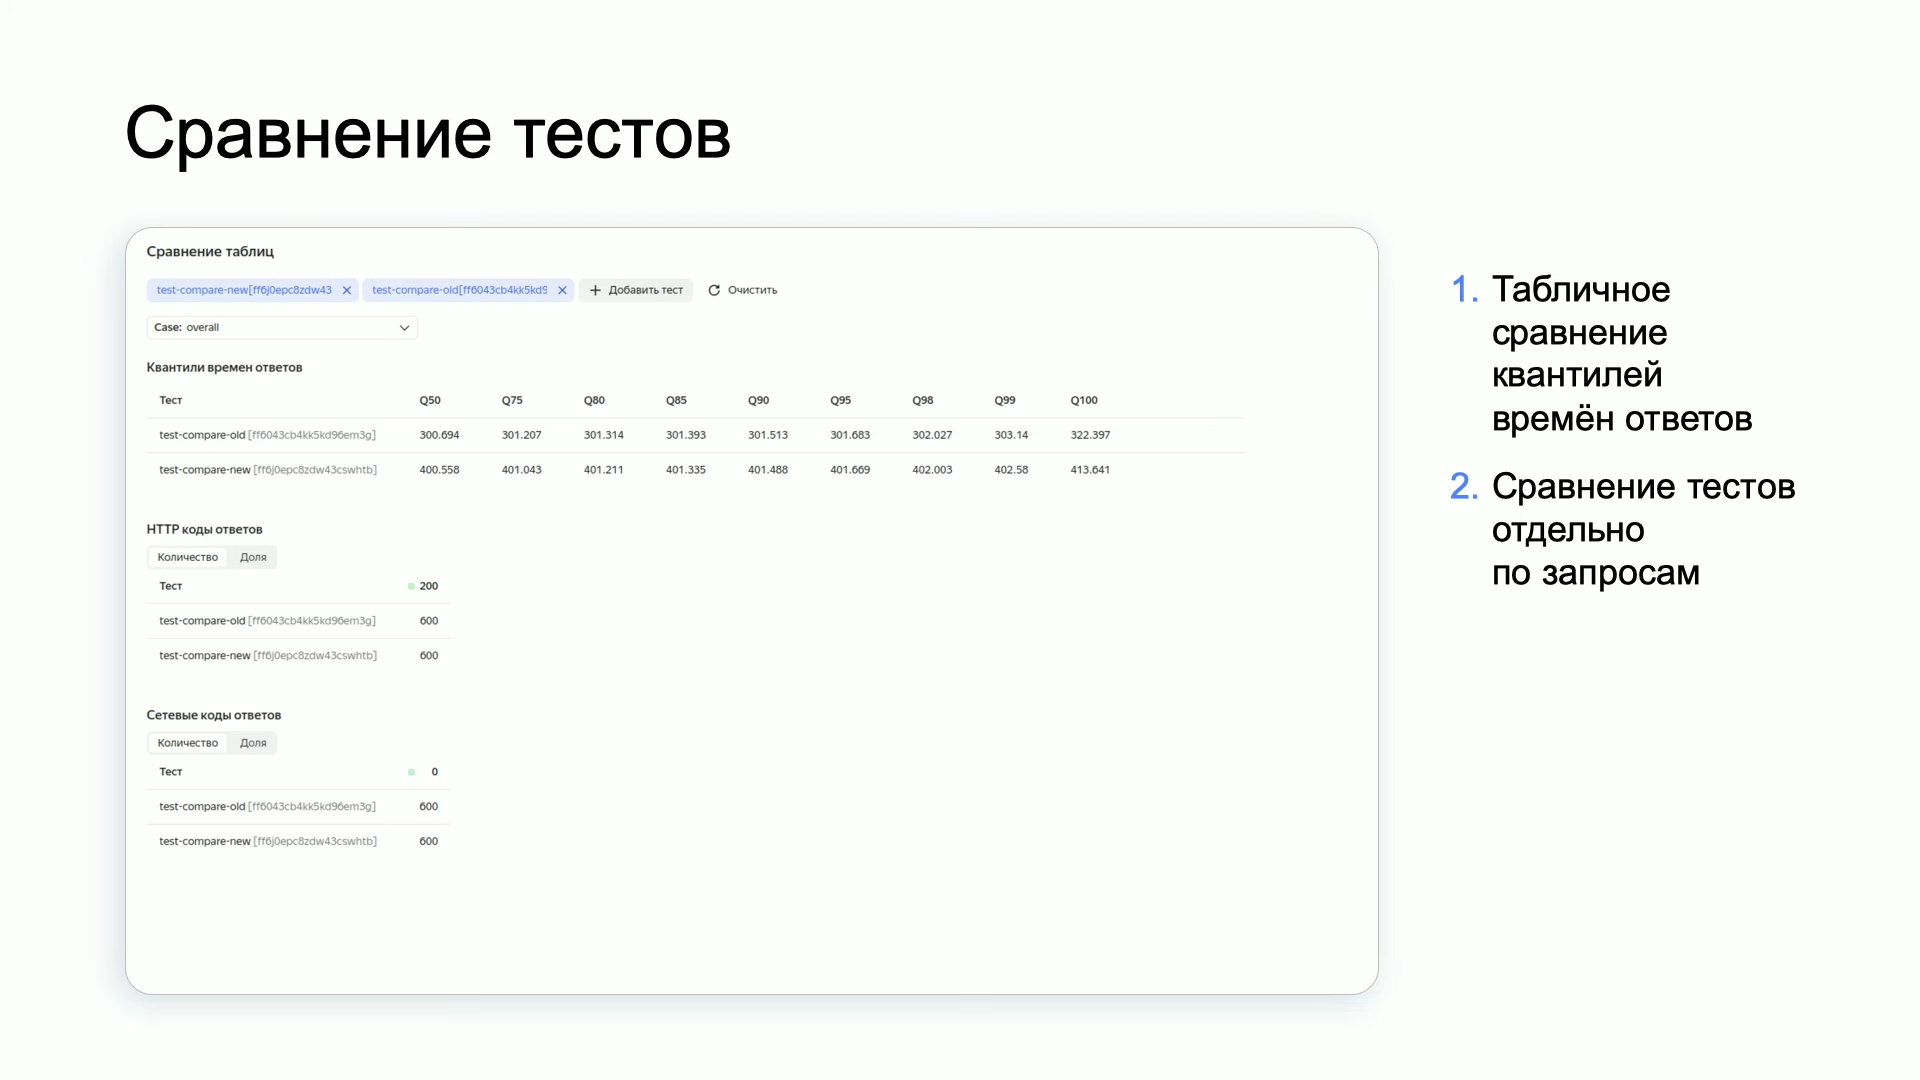 Сравнение тестов
Сравнение таблиц
test-compare-new[ff6j0epc8zdw43
test-compare-old[ff6043cb4kk5kd9
Добавить тест
Очистить
Case: overall
Квантили времен ответов
Тест Q50 Q75 Q80 Q85 Q90 Q95 Q98 Q99 Q100
test-compare-old [ff6043cb4kk5kd96em3g] 300.694 301.207 301.314 301.393 301.513 301.683 302.027 303.14 322.397
test-compare-new [ff6j0epc8zdw43cswhtb] 400.558 401.043 401.211 401.335 401.488 401.669 402.003 402.58 413.641
HTTP коды ответов
Количество Доля
Тест 200
test-compare-old [ff6043cb4kk5kd96em3g] 600
test-compare-new [ff6j0epc8zdw43cswhtb] 600
Сетевые коды ответов
Количество Доля
Тест 0
test-compare-old [ff6043cb4kk5kd96em3g] 600
test-compare-new [ff6j0epc8zdw43cswhtb] 600
1. Табличное
сравнение
квантилей
времён ответов
2. Сравнение тестов
отдельно
по запросам